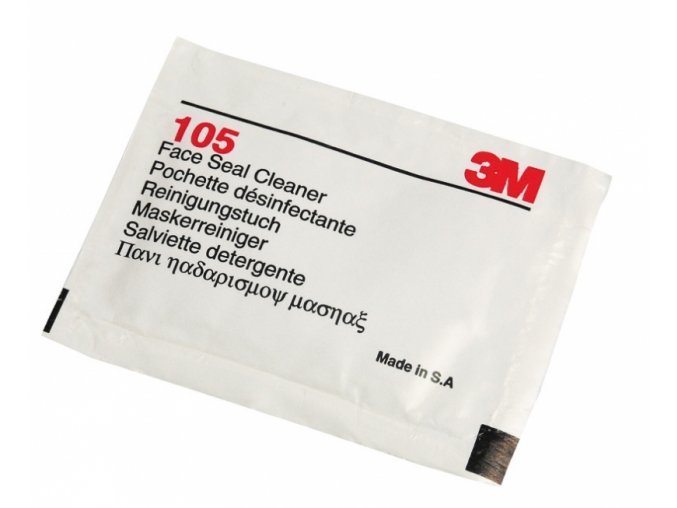 105
3M
Face Seal Cleaner
Pochette désinfectante
Reinigungstuch
Maskerreiniger
Salviette detergente
Πανι ηαδαρισμοψ μασηαξ
Made in S.A